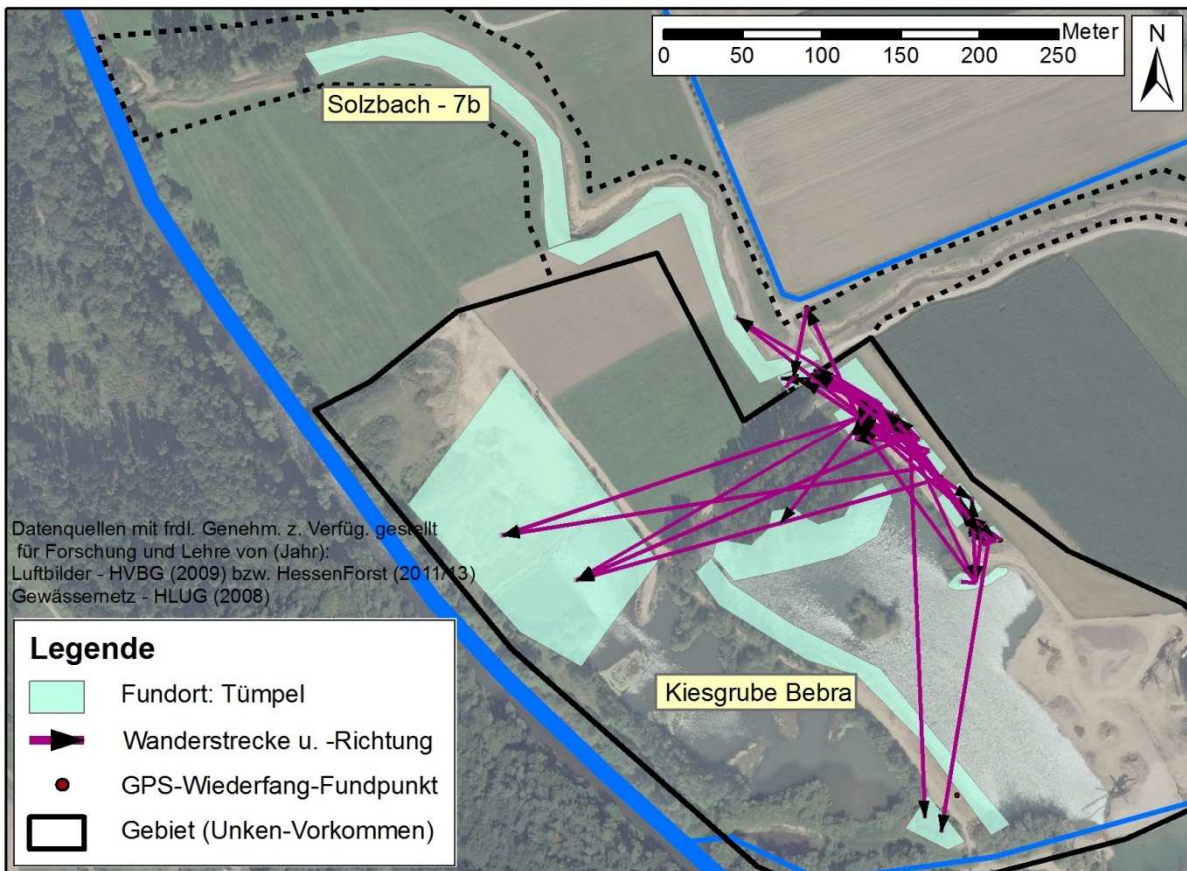 Meter
0 50 100 150 200 250
N
Solzbach - 7b
Datenquellen mit frdl. Genehm. z. Verfüg. gestellt
für Forschung und Lehre von (Jahr):
Luftbilder - HVBG (2009) bzw. HessenForst (2011/13)
Gewässernetz - HLUG (2008)
Kiesgrube Bebra
Legende
Fundort: Tümpel
Wanderstrecke u. -Richtung
GPS-Wiederfang-Fundpunkt
Gebiet (Unken-Vorkommen)